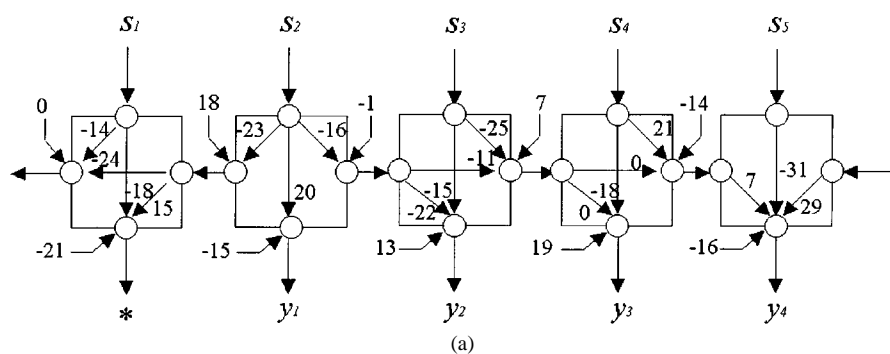 S1 S2 S3 S4 S5
0 18 -1 7 -14
-14 -23 -16 -25 21
-24 -11 0
-18 15 20 -15 -18 7 -31
-22 0 29
-21 -15 13 19 -16
* y1 y2 y3 y4
(a)